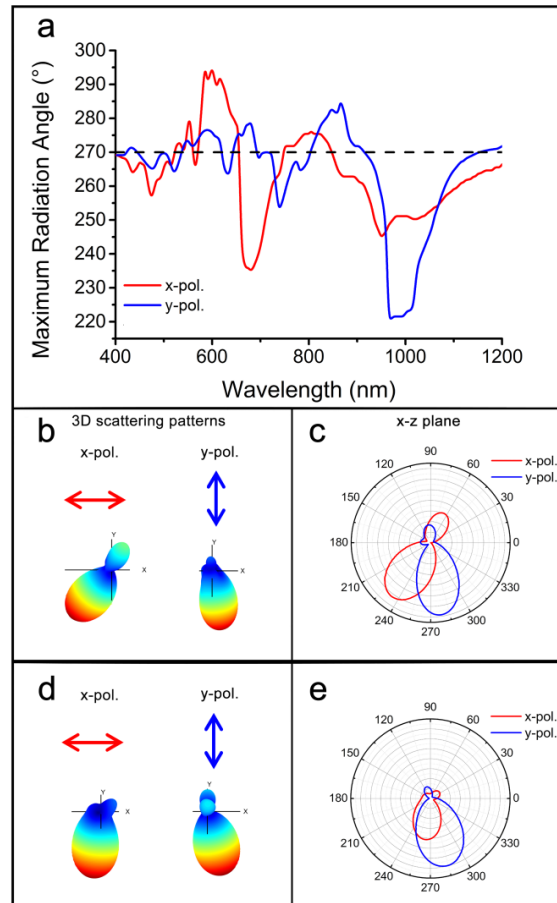 a
300
290
280
270
260
250
240
230
220
Maximum Radiation Angle (°)
x-pol.
y-pol.
400 600 800 1000 1200
Wavelength (nm)
b 3D scattering patterns
x-pol. y-pol.
Y
X
Y
X
c x-z plane
x-pol.
y-pol.
90
120 60
150 30
180 0
210 330
240 300
270
d
x-pol. y-pol.
Y
X
Y
X
e
x-pol.
y-pol.
90
120 60
150 30
180 0
210 330
240 300
270